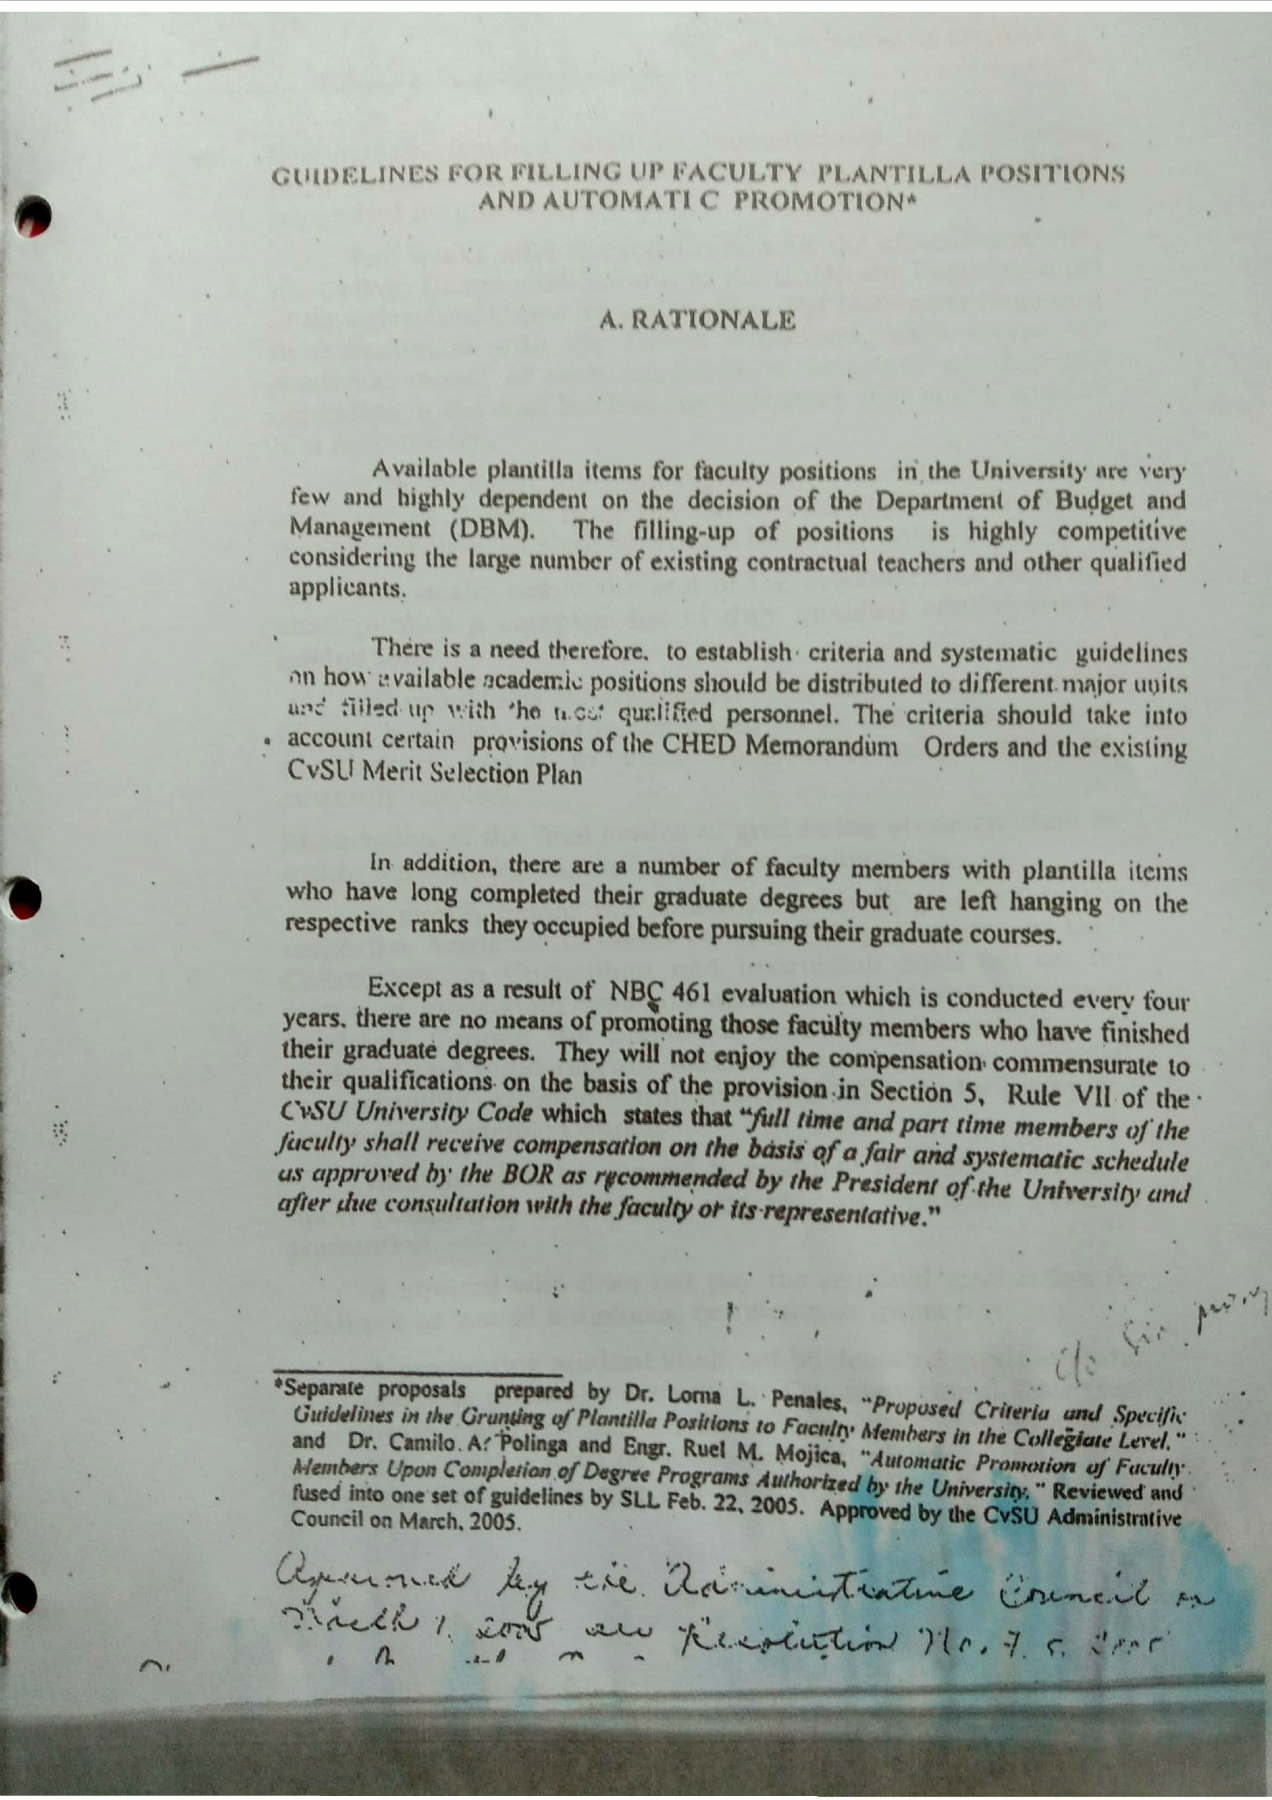 GUIDELINES FOR FILLING UP FACULTY PLANTILLA POSITIONS
AND AUTOMATI C PROMOTION*
A. RATIONALE
Available plantilla items for faculty positions in the University are very
few and highly dependent on the decision of the Department of Budget and
Management (DBM). The filling-up of positions is highly competitive
considering the large number of existing contractual teachers and other qualified
applicants.
There is a need therefore, to establish criteria and systematic guidelines
on how available academic positions should be distributed to different major units
and filled up with the most qualified personnel. The criteria should take into
account certain provisions of the CHED Memorandum Orders and the existing
CvSU Merit Selection Plan
In addition, there are a number of faculty members with plantilla items
who have long completed their graduate degrees but are left hanging on the
respective ranks they occupied before pursuing their graduate courses.
Except as a result of NBC 461 evaluation which is conducted every four
years, there are no means of promoting those faculty members who have finished
their graduate degrees. They will not enjoy the compensation commensurate to
their qualifications on the basis of the provision in Section 5, Rule VII of the
CvSU University Code which states that “full time and part time members of the
faculty shall receive compensation on the basis of a fair and systematic schedule
as approved by the BOR as recommended by the President of the University and
after due consultation with the faculty or its representative.”
c/o Sir
*Separate proposals prepared by Dr. Lorna L. Penales, “Proposed Criteria and Specific
Guidelines in the Granting of Plantilla Positions to Faculty Members in the Collegiate Level.”
and Dr. Camilo A. Polinga and Engr. Ruel M. Mojica, “Automatic Promotion of Faculty
Members Upon Completion of Degree Programs Authorized by the University.” Reviewed and
fused into one set of guidelines by SLL Feb. 22, 2005. Approved by the CvSU Administrative
Council on March, 2005.
Approved by the Administrative Council on
March 1, 2005 Resolution No. 7 s. 2005